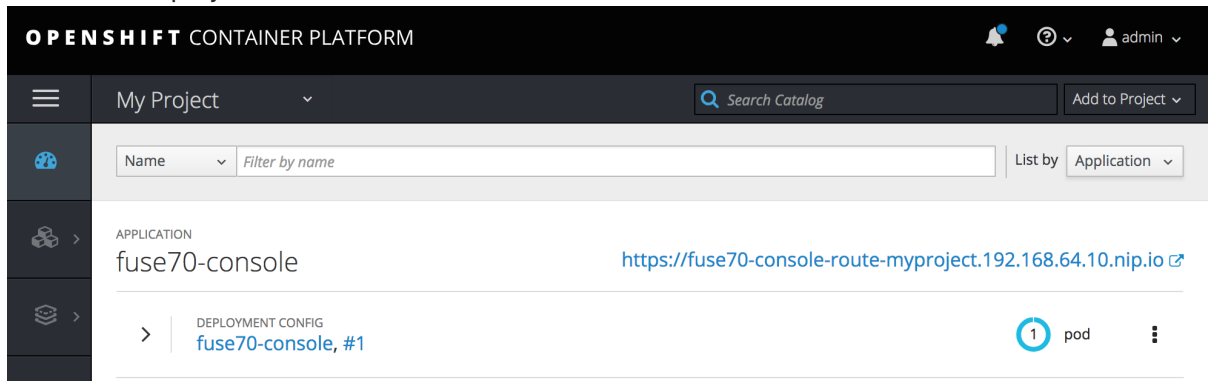 OPENSHIFT CONTAINER PLATFORM
admin
My Project
Search Catalog
Add to Project
Name
Filter by name
List by
Application
APPLICATION
fuse70-console
https://fuse70-console-route-myproject.192.168.64.10.nip.io
DEPLOYMENT CONFIG
fuse70-console, #1
1 pod